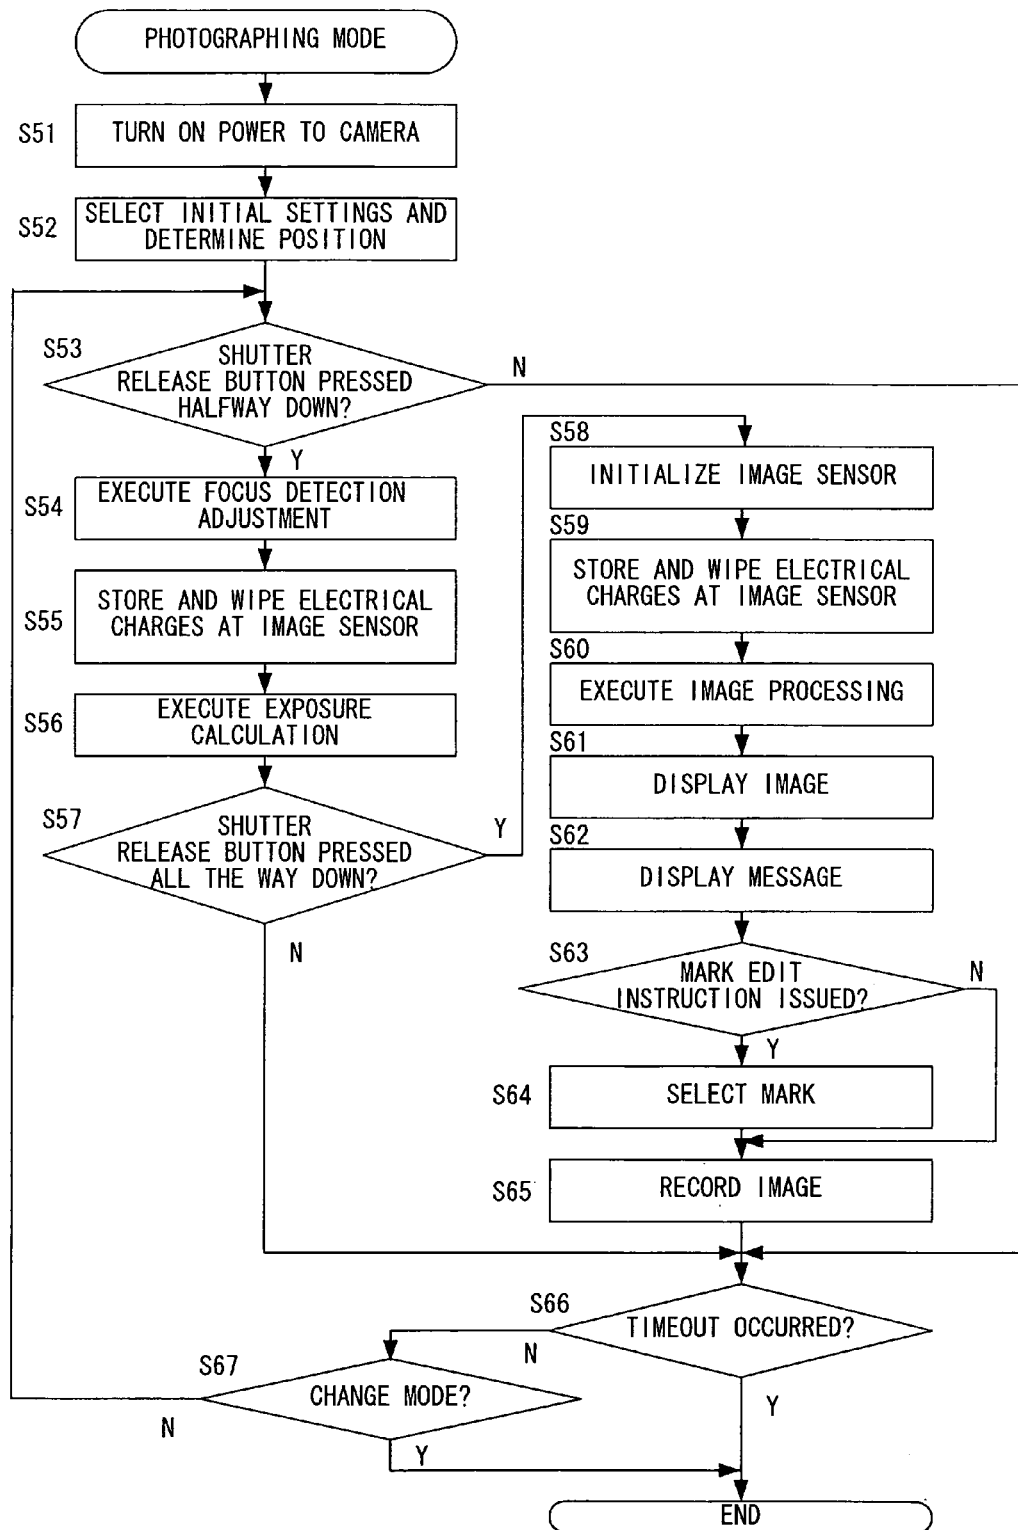 PHOTOGRAPHING MODE
S51
TURN ON POWER TO CAMERA
S52
SELECT INITIAL SETTINGS AND
DETERMINE POSITION
S53
SHUTTER
RELEASE BUTTON PRESSED
HALFWAY DOWN?
N
Y
S54
EXECUTE FOCUS DETECTION
ADJUSTMENT
S55
STORE AND WIPE ELECTRICAL
CHARGES AT IMAGE SENSOR
S56
EXECUTE EXPOSURE
CALCULATION
S57
SHUTTER
RELEASE BUTTON PRESSED
ALL THE WAY DOWN?
Y
N
S58
INITIALIZE IMAGE SENSOR
S59
STORE AND WIPE ELECTRICAL
CHARGES AT IMAGE SENSOR
S60
EXECUTE IMAGE PROCESSING
S61
DISPLAY IMAGE
S62
DISPLAY MESSAGE
S63
MARK EDIT
INSTRUCTION ISSUED?
N
Y
S64
SELECT MARK
S65
RECORD IMAGE
S66
TIMEOUT OCCURRED?
N
Y
S67
CHANGE MODE?
N
Y
END